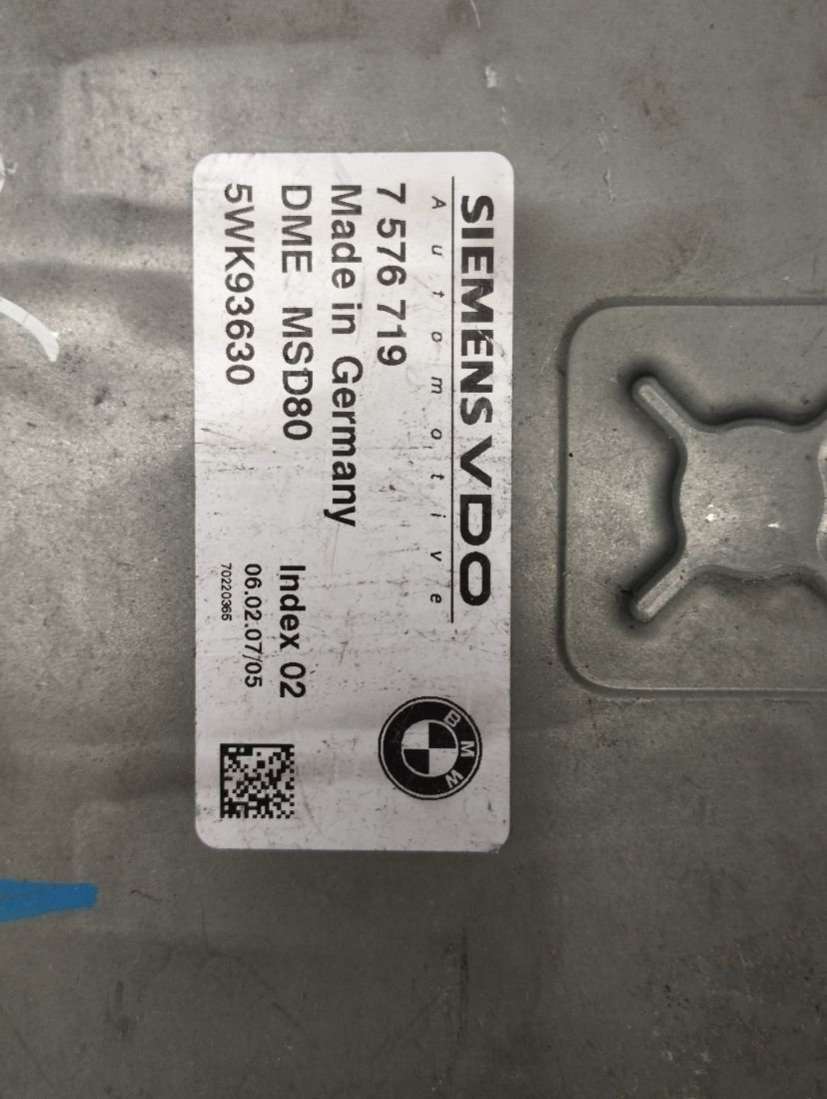 SIEMENS VDO
Automotive
7 576 719
Made in Germany
DME MSD80
5WK93630
Index 02
06.02.07/05
70220365
BMW